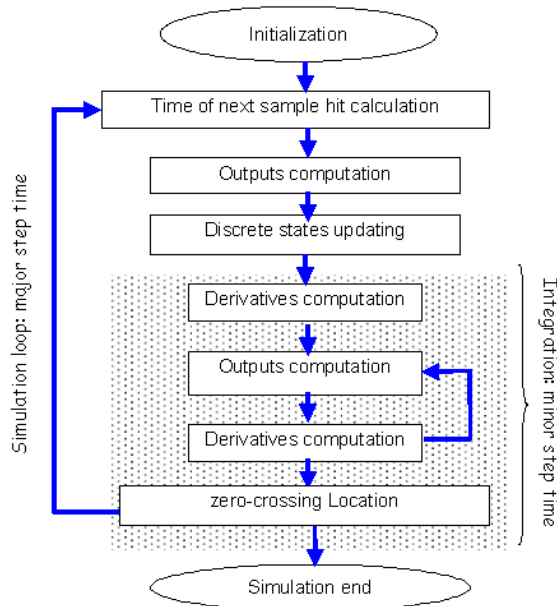 Initialization
Time of next sample hit calculation
Outputs computation
Discrete states updating
Derivatives computation
Outputs computation
Derivatives computation
zero-crossing Location
Simulation end
Simulation loop: major step time
Integration: minor step time